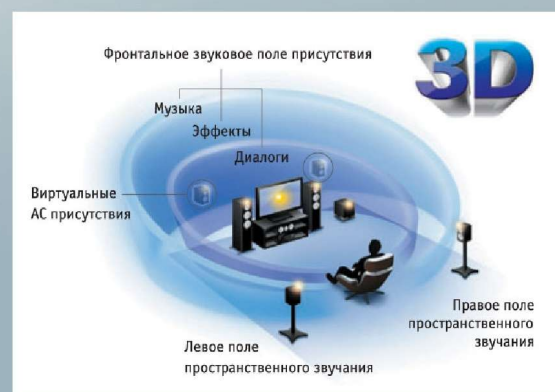 Фронтальное звуковое поле присутствия
3D
Музыка
Эффекты
Диалоги
Виртуальные
АС присутствия
Правое поле
пространственного
звучания
Левое поле
пространственного звучания